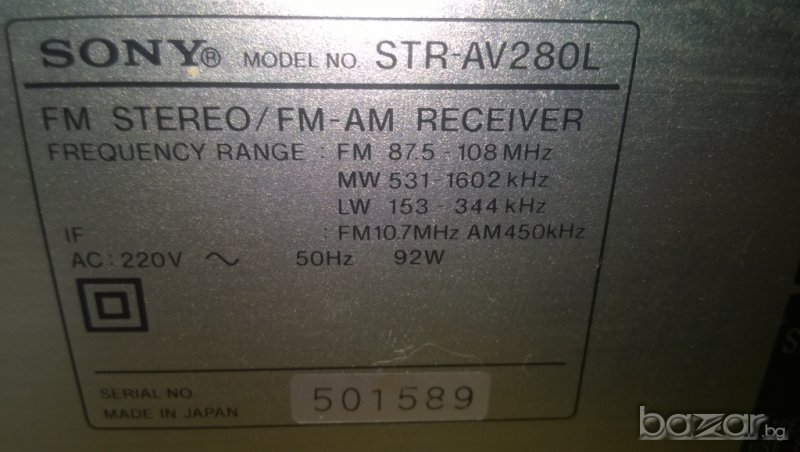 SONY® MODEL NO. STR-AV280L
FM STEREO/FM-AM RECEIVER
FREQUENCY RANGE : FM 87.5 - 108 MHz
MW 531-1602 kHz
LW 153 - 344 kHz
IF : FM10.7MHz AM450kHz
AC : 220V ~ 50Hz 92W
SERIAL NO. 501589
MADE IN JAPAN
bazar.bg